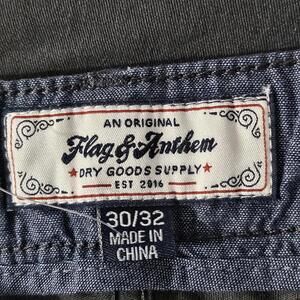 AN ORIGINAL
Flag & Anthem
★ DRY GOODS SUPPLY ★
EST 2016
30/32
MADE IN
CHINA